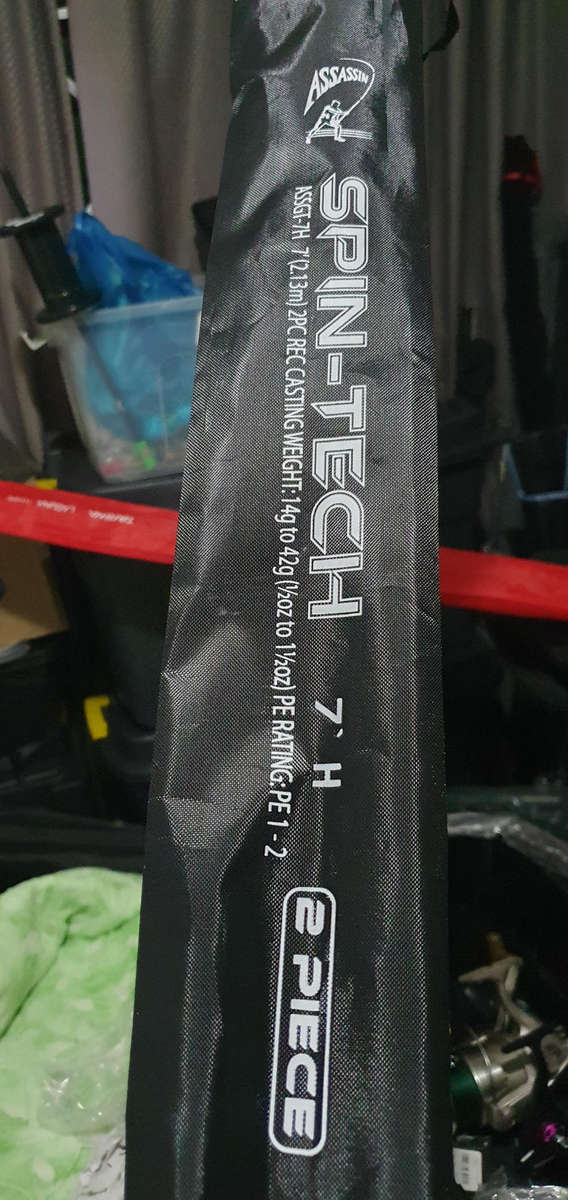 ASSASSIN
SPIN-TECH 7` H
ASSGT-7H 7'(2.13m) 2PC REC CASTING WEIGHT: 14g to 42g (½oz to 1½oz) PE RATING: PE 1 - 2
2 PIECE